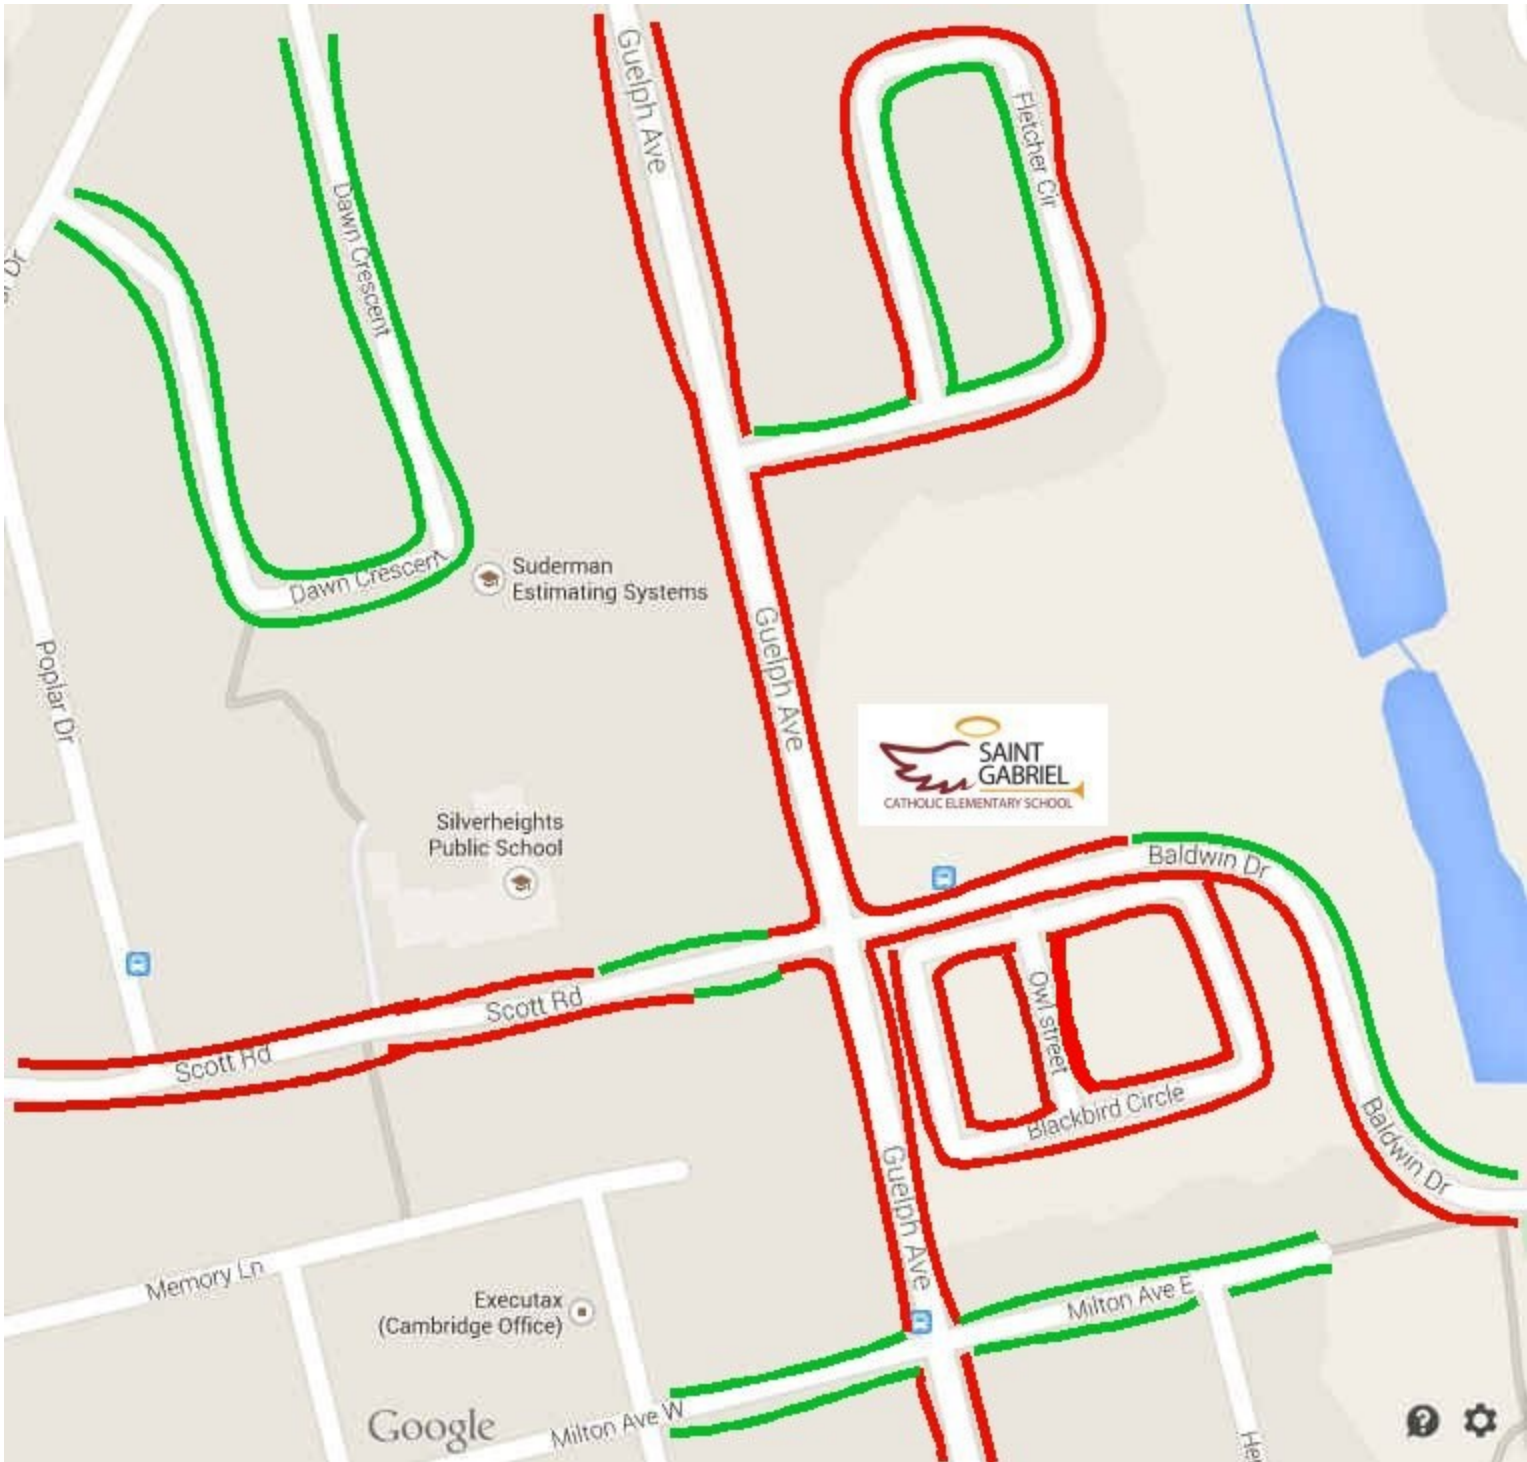 Guelph Ave
Fletcher Cir
Dawn Crescent
Dr
Dawn Crescent
Suderman
Estimating Systems
Guelph Ave
Poplar Dr
SAINT
GABRIEL
CATHOLIC ELEMENTARY SCHOOL
Silverheights
Public School
Baldwin Dr
Owl street
Scott Rd
Scott Rd
Blackbird Circle
Baldwin Dr
Guelph Ave
Memory Ln
Milton Ave E
Executax
(Cambridge Office)
Google
Milton Ave W